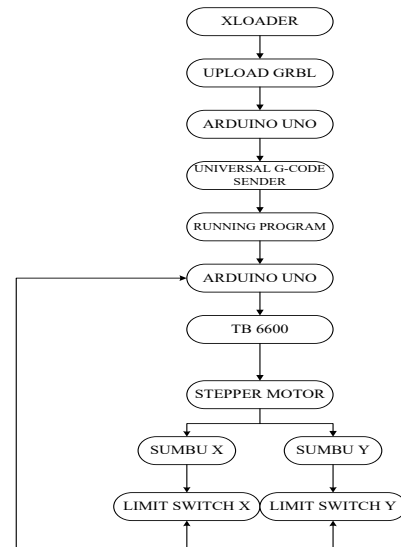 XLOADER
UPLOAD GRBL
ARDUINO UNO
UNIVERSAL G-CODE
SENDER
RUNNING PROGRAM
ARDUINO UNO
TB 6600
STEPPER MOTOR
SUMBU X
SUMBU Y
LIMIT SWITCH X
LIMIT SWITCH Y